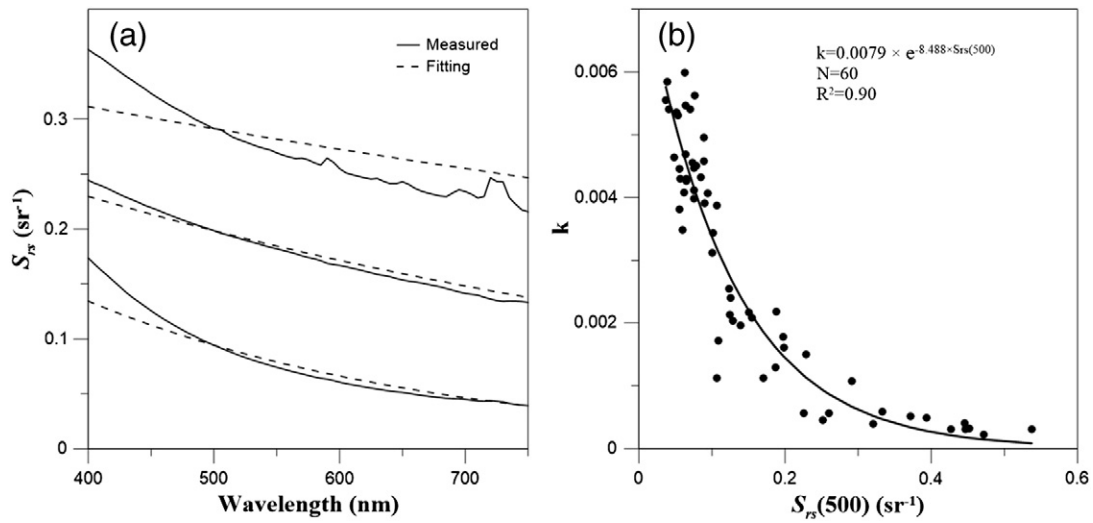 (a)
Measured
Fitting
0.3
0.2
0.1
0
400
500
600
700
Wavelength (nm)
Srs (sr-1)
(b)
k=0.0079 × e-8.488×Srs(500)
N=60
R2=0.90
0.006
0.004
0.002
0
0
0.2
0.4
0.6
k
Srs(500) (sr-1)